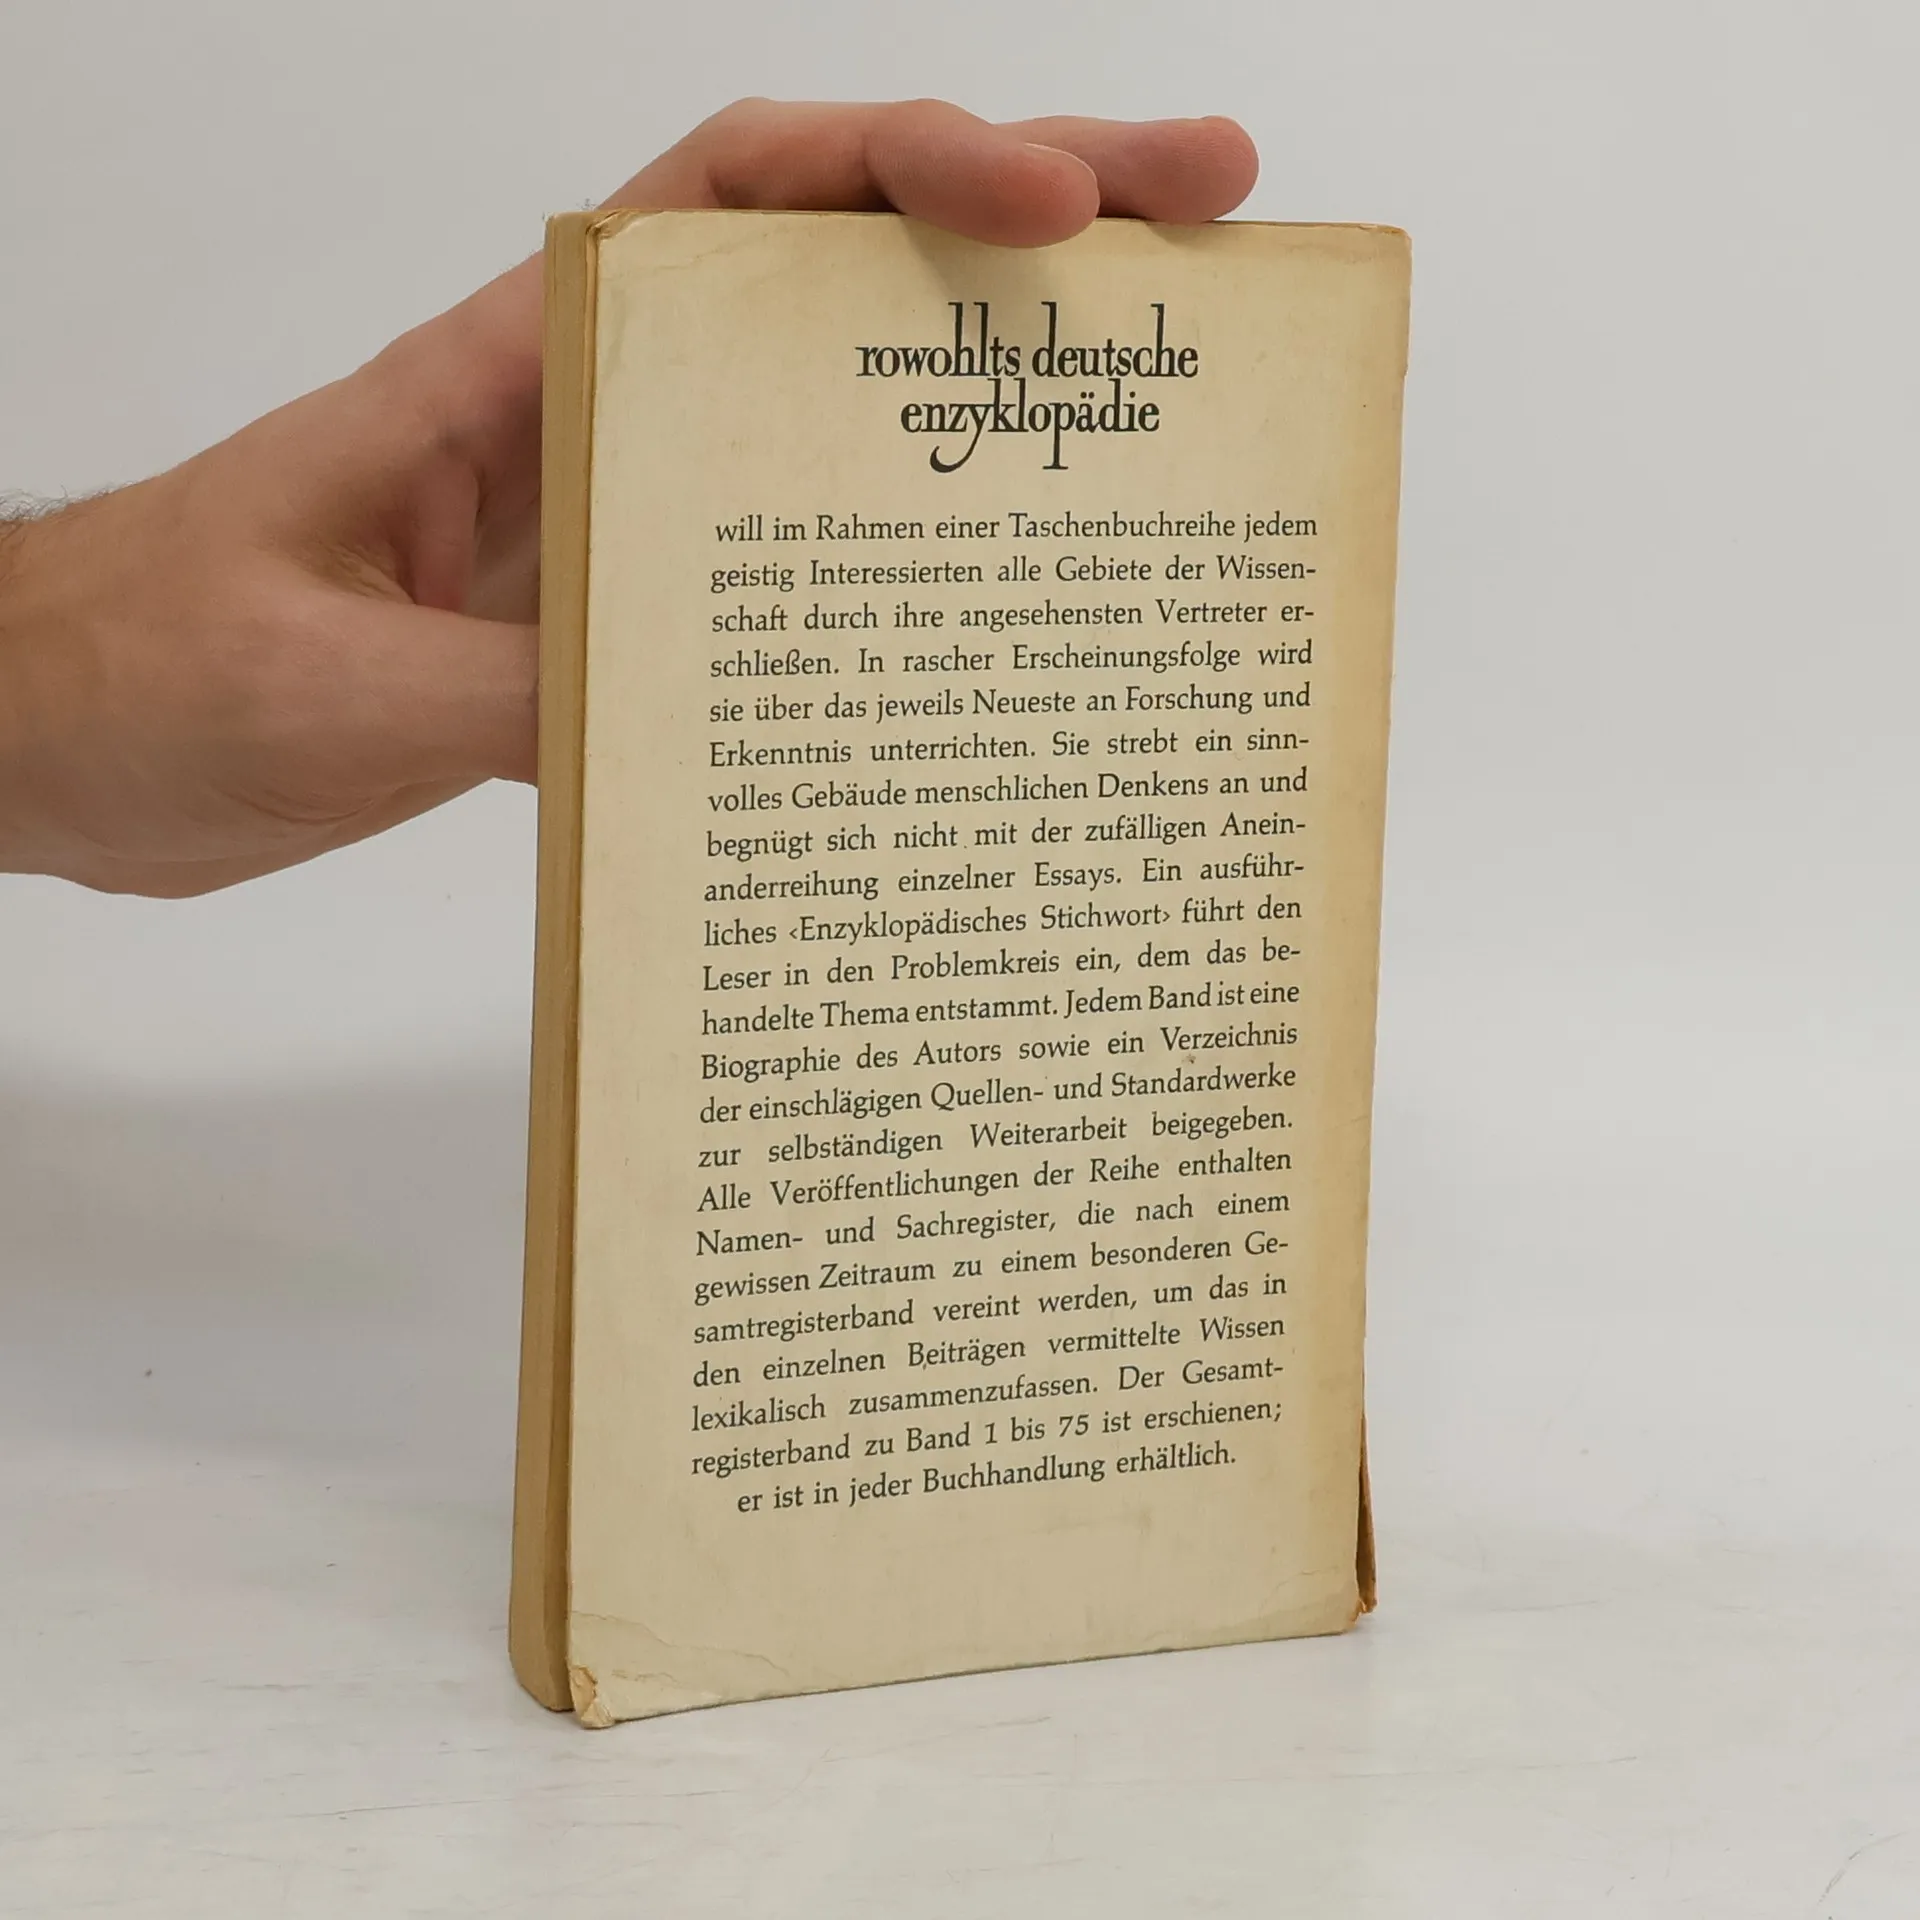 rowohlts deutsche
enzyklopädie
will im Rahmen einer Taschenbuchreihe jedem
geistig Interessierten alle Gebiete der Wissen-
schaft durch ihre angesehensten Vertreter er-
schließen. In rascher Erscheinungsfolge wird
sie über das jeweils Neueste an Forschung und
Erkenntnis unterrichten. Sie strebt ein sinn-
volles Gebäude menschlichen Denkens an und
begnügt sich nicht mit der zufälligen Anein-
anderreihung einzelner Essays. Ein ausführ-
liches ‹Enzyklopädisches Stichwort› führt den
Leser in den Problemkreis ein, dem das be-
handelte Thema entstammt. Jedem Band ist eine
Biographie des Autors sowie ein Verzeichnis
der einschlägigen Quellen- und Standardwerke
zur selbständigen Weiterarbeit beigegeben.
Alle Veröffentlichungen der Reihe enthalten
Namen- und Sachregister, die nach einem
gewissen Zeitraum zu einem besonderen Ge-
samtregisterband vereint werden, um das in
den einzelnen Beiträgen vermittelte Wissen
lexikalisch zusammenzufassen. Der Gesamt-
registerband zu Band 1 bis 75 ist erschienen;
er ist in jeder Buchhandlung erhältlich.